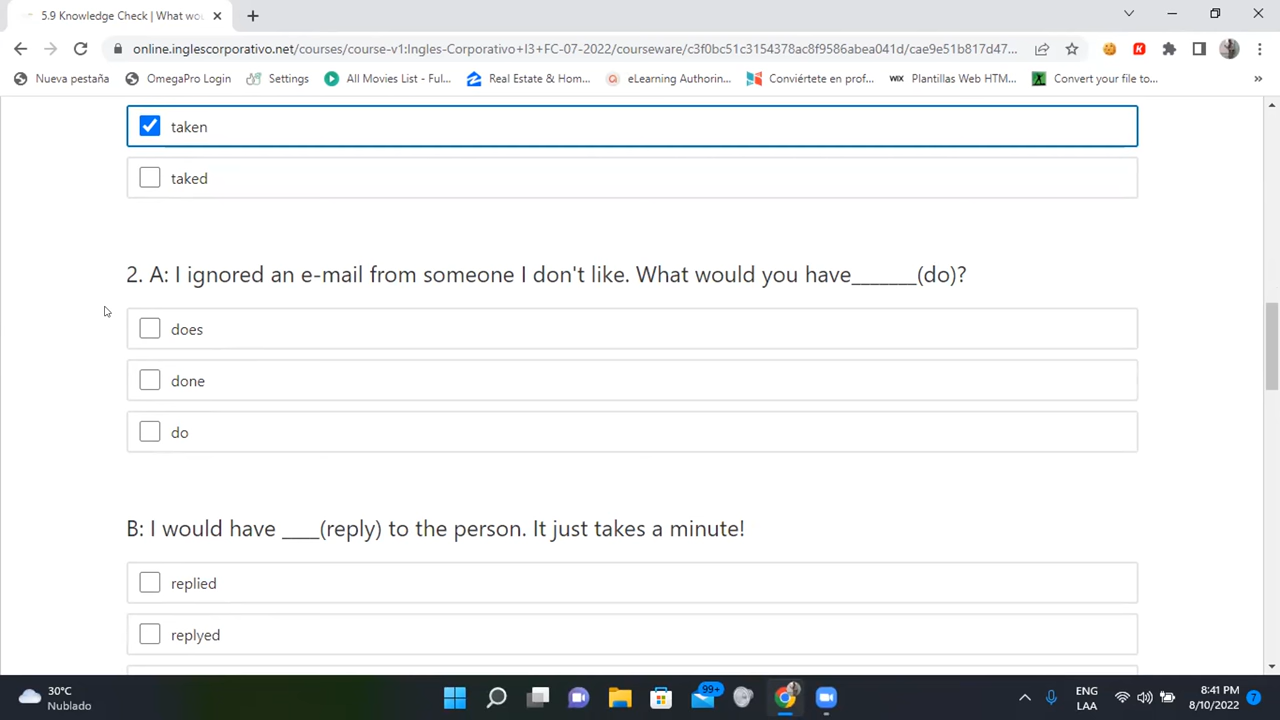 5.9 Knowledge Check | What wou
online.inglescorporativo.net/courses/course-v1:Ingles-Corporativo+I3+FC-07-2022/courseware/c3f0bc51c3154378ac8f9586abea041d/cae9e51b817d47...
Nueva pestaña OmegaPro Login Settings All Movies List - Ful... Real Estate & Hom... eLearning Authorin... Conviértete en prof... WIX Plantillas Web HTM... Convert your file to... »
taken
taked
2. A: I ignored an e-mail from someone I don't like. What would you have_______(do)?
does
done
do
B: I would have ____(reply) to the person. It just takes a minute!
replied
replyed
30°C
Nublado
99+
ENG
LAA
8:41 PM
8/10/2022
7